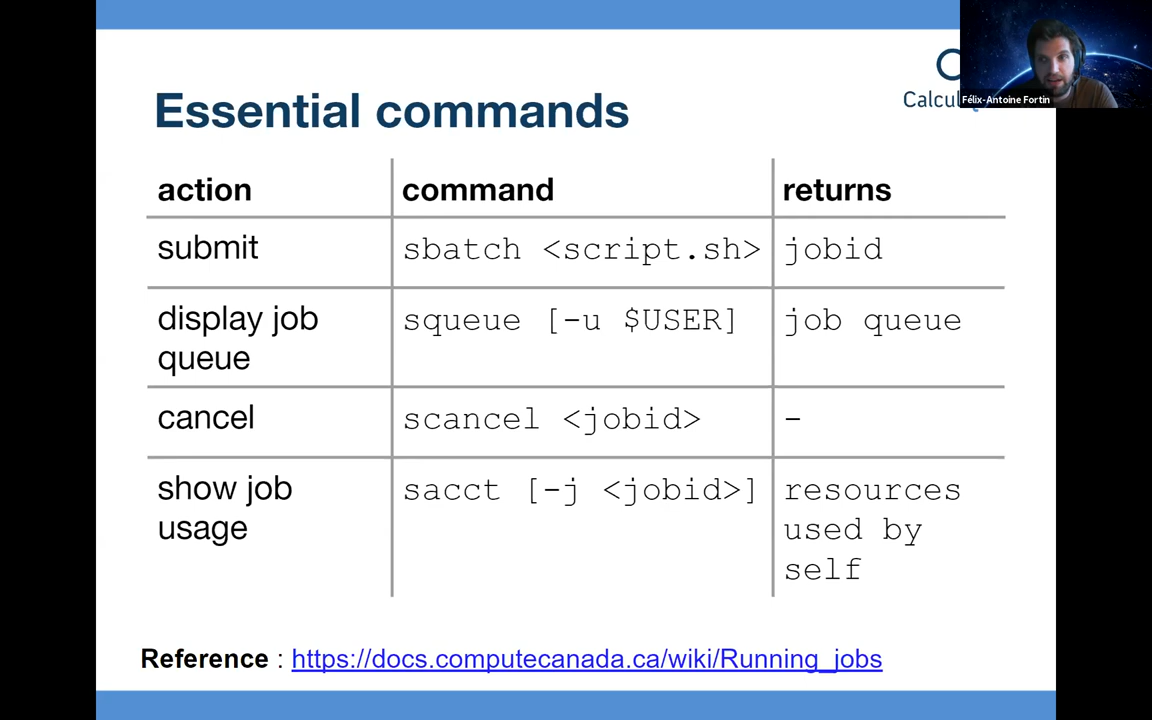 Essential commands
Calcul
Félix-Antoine Fortin
action command returns
submit sbatch <script.sh> jobid
display job queue squeue [-u $USER] job queue
cancel scancel <jobid> -
show job usage sacct [-j <jobid>] resources used by self
Reference : https://docs.computecanada.ca/wiki/Running_jobs